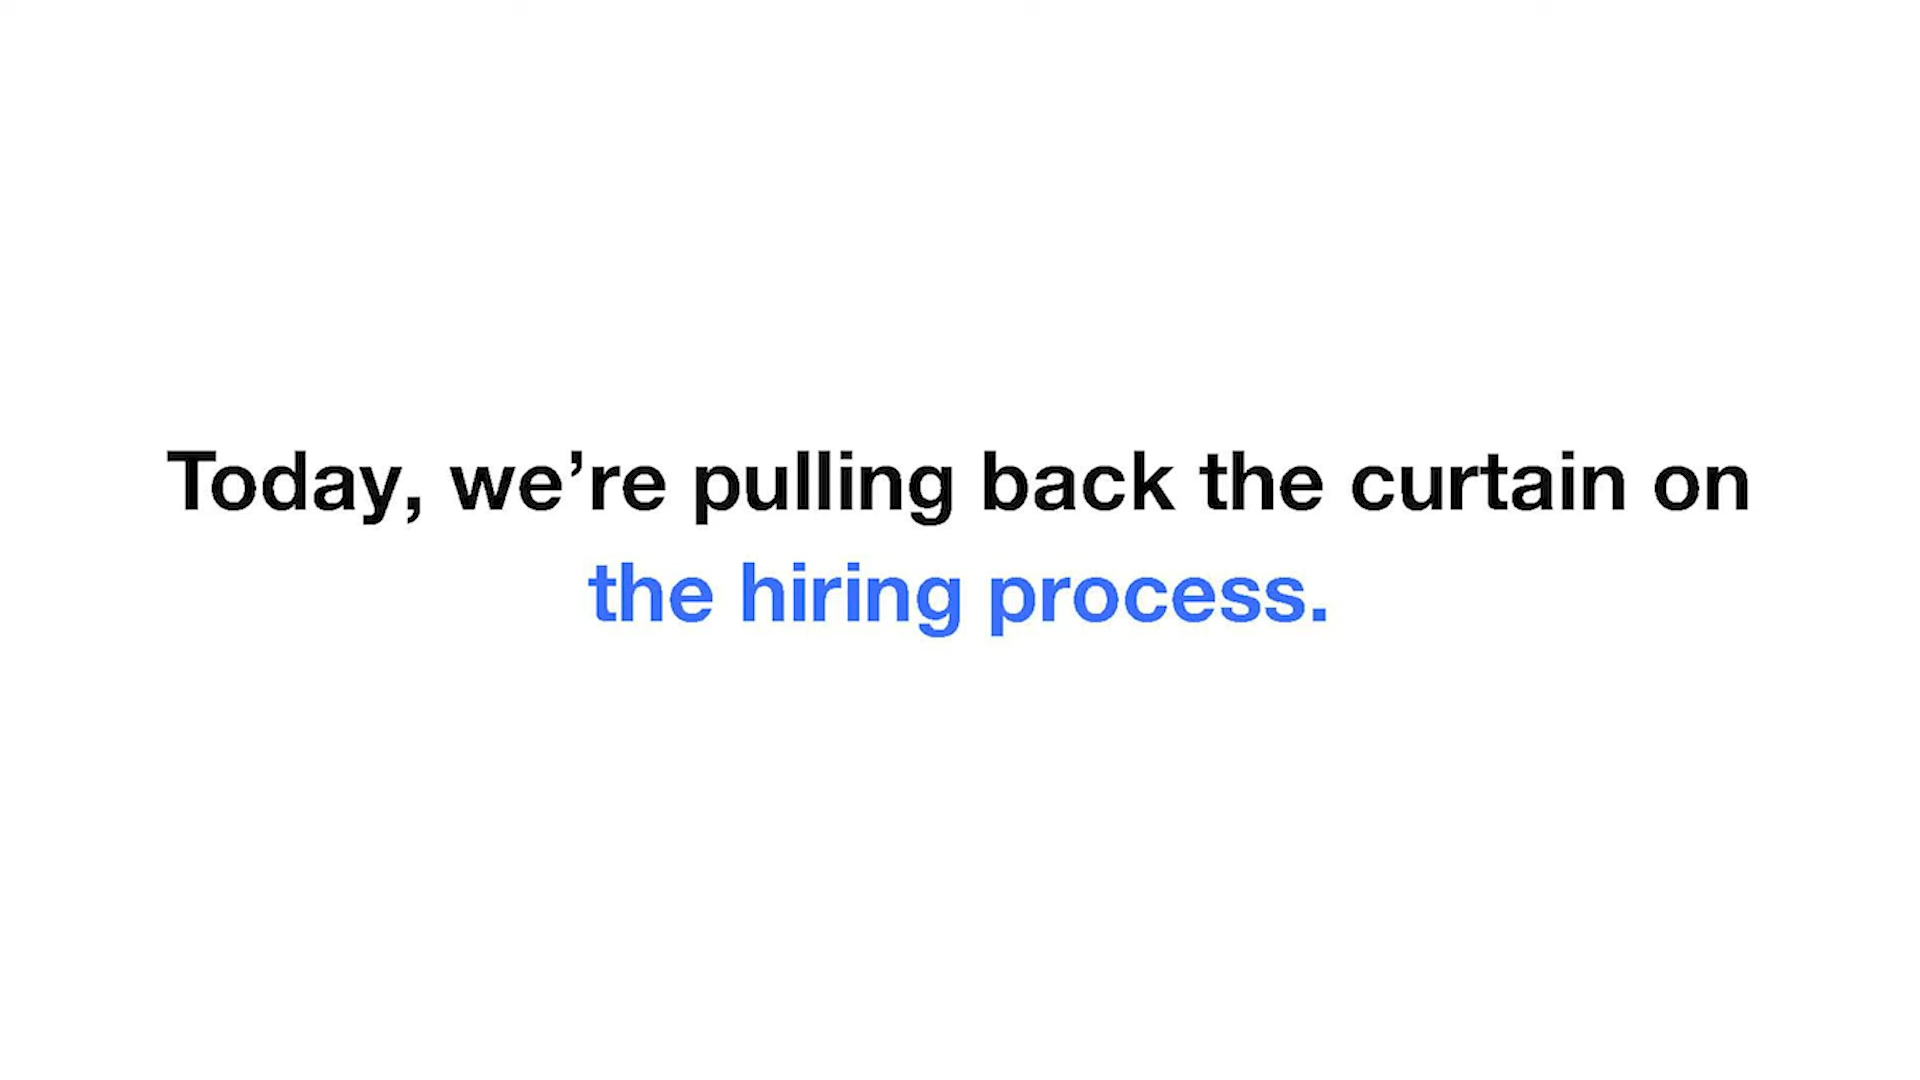 Today, we’re pulling back the curtain on
the hiring process.